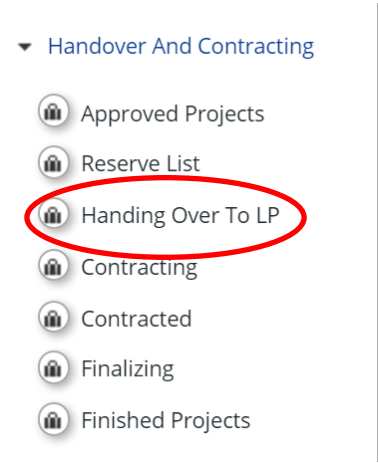 Handover And Contracting
Approved Projects
Reserve List
Handing Over To LP
Contracting
Contracted
Finalizing
Finished Projects